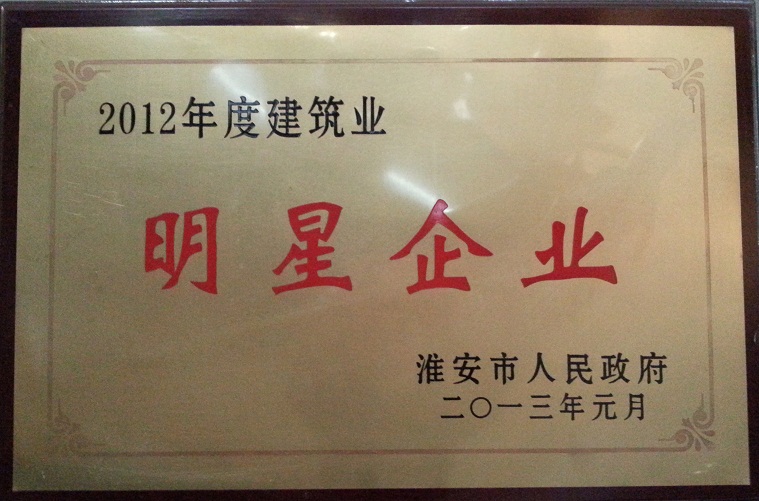 2012年度建筑业
明星企业
淮安市人民政府
二〇一三年元月